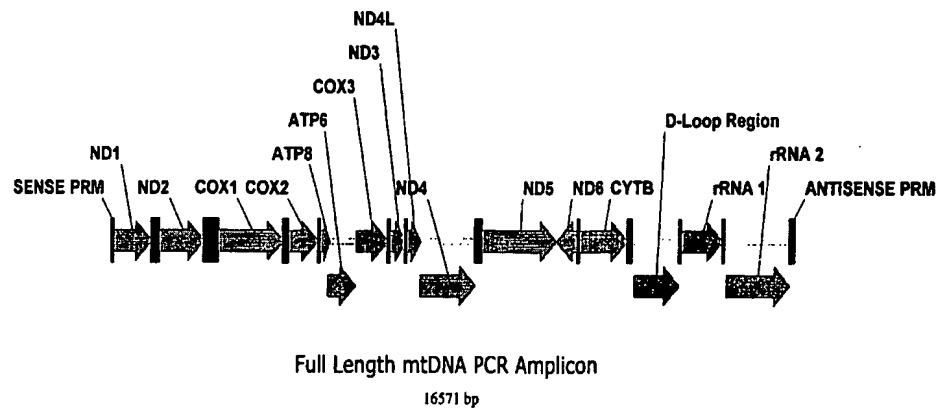 ND4L
ND3
COX3
ATP6
D-Loop Region
ATP8
rRNA 2
ND1
SENSE PRM
ND2
COX1
COX2
ND4
ND5
ND6
CYTB
rRNA 1
ANTISENSE PRM
Full Length mtDNA PCR Amplicon
16571 bp